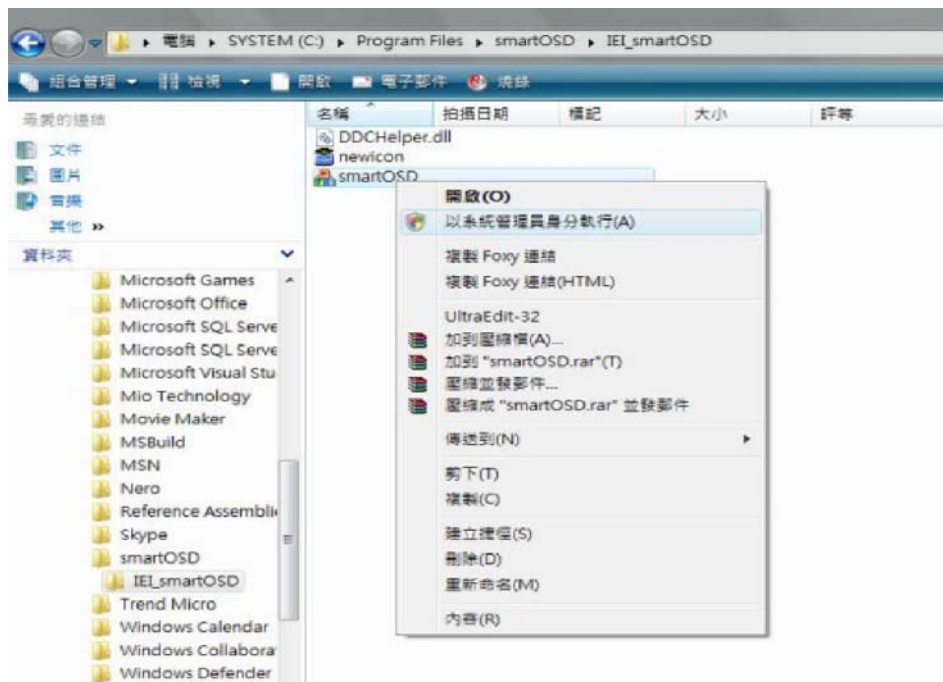 電腦 ▸ SYSTEM (C:) ▸ Program Files ▸ smartOSD ▸ IEI_smartOSD
組合管理 檢視 開啟 電子郵件 燒錄
最愛的連結
文件
圖片
音樂
其他 »
資料夾
Microsoft Games
Microsoft Office
Microsoft SQL Serve
Microsoft SQL Serve
Microsoft Visual Stu
Mio Technology
Movie Maker
MSBuild
MSN
Nero
Reference Assemblie
Skype
smartOSD
IEI_smartOSD
Trend Micro
Windows Calendar
Windows Collabora
Windows Defender
名稱 拍攝日期 標記 大小 評等
DDCHelper.dll
newicon
smartOSD
開啟(O)
以系統管理員身分執行(A)
複製 Foxy 連結
複製 Foxy 連結(HTML)
UltraEdit-32
加到壓縮檔(A)...
加到 "smartOSD.rar"(T)
壓縮並發郵件...
壓縮成 "smartOSD.rar" 並發郵件
傳送到(N)
剪下(T)
複製(C)
建立捷徑(S)
刪除(D)
重新命名(M)
內容(R)